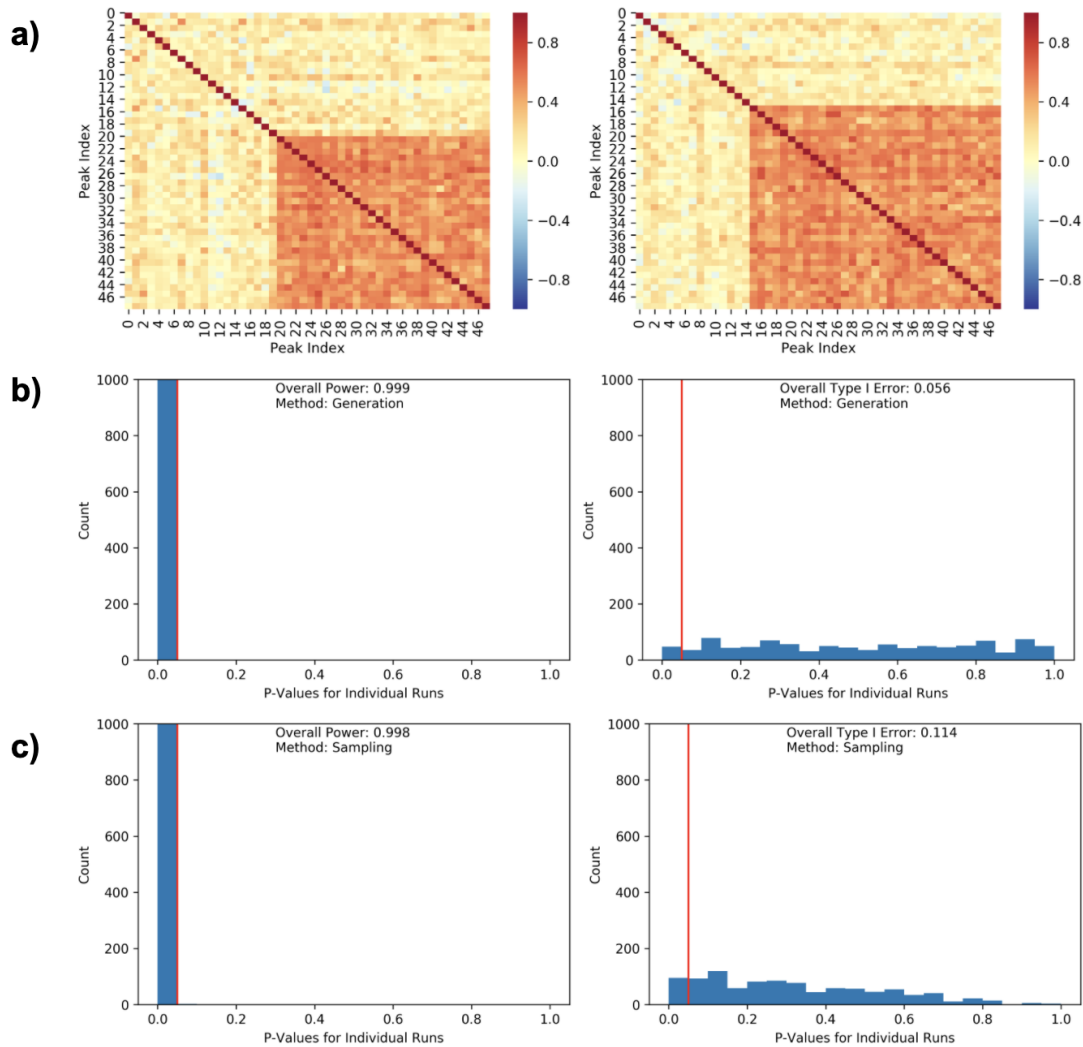 a)
0
2
4
6
8
10
12
14
16
18
20
22
24
26
28
30
32
34
36
38
40
42
44
46
Peak Index
0 2 4 6 8 10 12 14 16 18 20 22 24 26 28 30 32 34 36 38 40 42 44 46
Peak Index
0.8
0.4
0.0
−0.4
−0.8
0
2
4
6
8
10
12
14
16
18
20
22
24
26
28
30
32
34
36
38
40
42
44
46
Peak Index
0 2 4 6 8 10 12 14 16 18 20 22 24 26 28 30 32 34 36 38 40 42 44 46
Peak Index
0.8
0.4
0.0
−0.4
−0.8
b)
Overall Power: 0.999
Method: Generation
1000
800
600
400
200
0
Count
0.0 0.2 0.4 0.6 0.8 1.0
P-Values for Individual Runs
Overall Type I Error: 0.056
Method: Generation
1000
800
600
400
200
0
Count
0.2 0.4 0.6 0.8 1.0
P-Values for Individual Runs
c)
Overall Power: 0.998
Method: Sampling
1000
800
600
400
200
0
Count
0.0 0.2 0.4 0.6 0.8 1.0
P-Values for Individual Runs
Overall Type I Error: 0.114
Method: Sampling
1000
800
600
400
200
0
Count
0.0 0.2 0.4 0.6 0.8 1.0
P-Values for Individual Runs